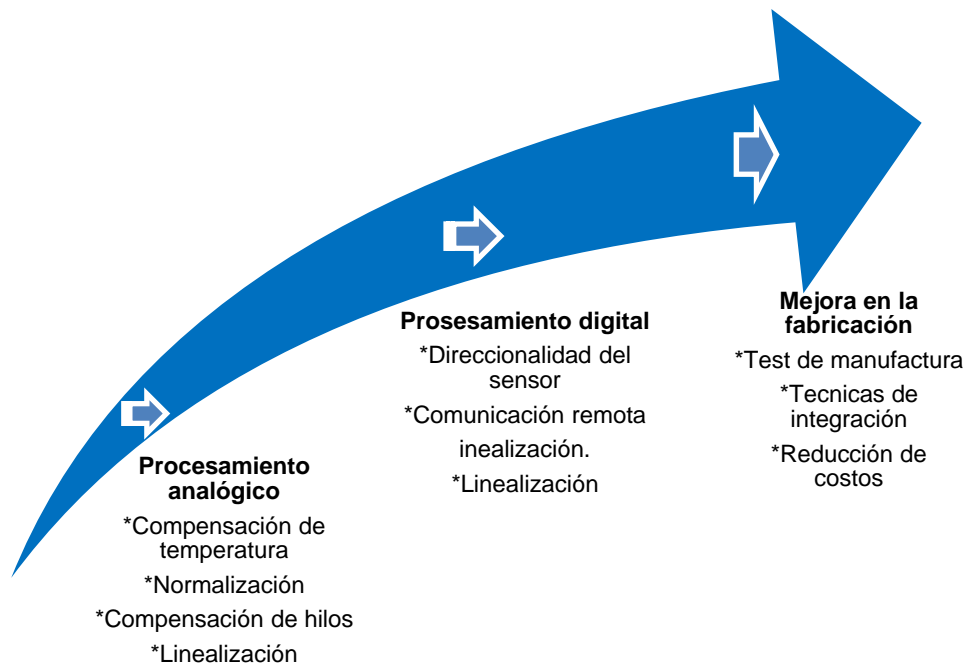 Procesamiento
analógico
*Compensación de
temperatura
*Normalización
*Compensación de hilos
*Linealización
Prosesamiento digital
*Direccionalidad del
sensor
*Comunicación remota
inealización.
*Linealización
Mejora en la
fabricación
*Test de manufactura
*Tecnicas de
integración
*Reducción de
costos